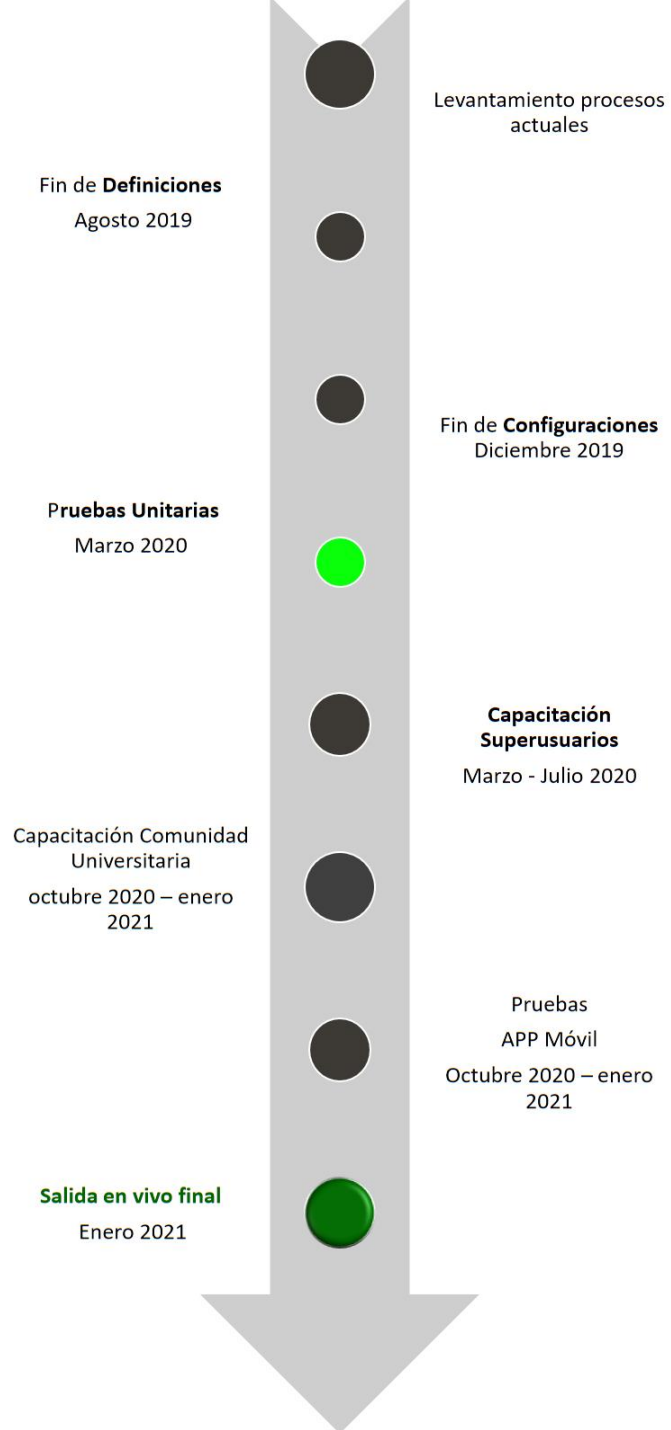 Levantamiento procesos
actuales
Fin de Definiciones
Agosto 2019
Fin de Configuraciones
Diciembre 2019
Pruebas Unitarias
Marzo 2020
Capacitación
Superusuarios
Marzo - Julio 2020
Capacitación Comunidad
Universitaria
octubre 2020 – enero
2021
Pruebas
APP Móvil
Octubre 2020 – enero
2021
Salida en vivo final
Enero 2021